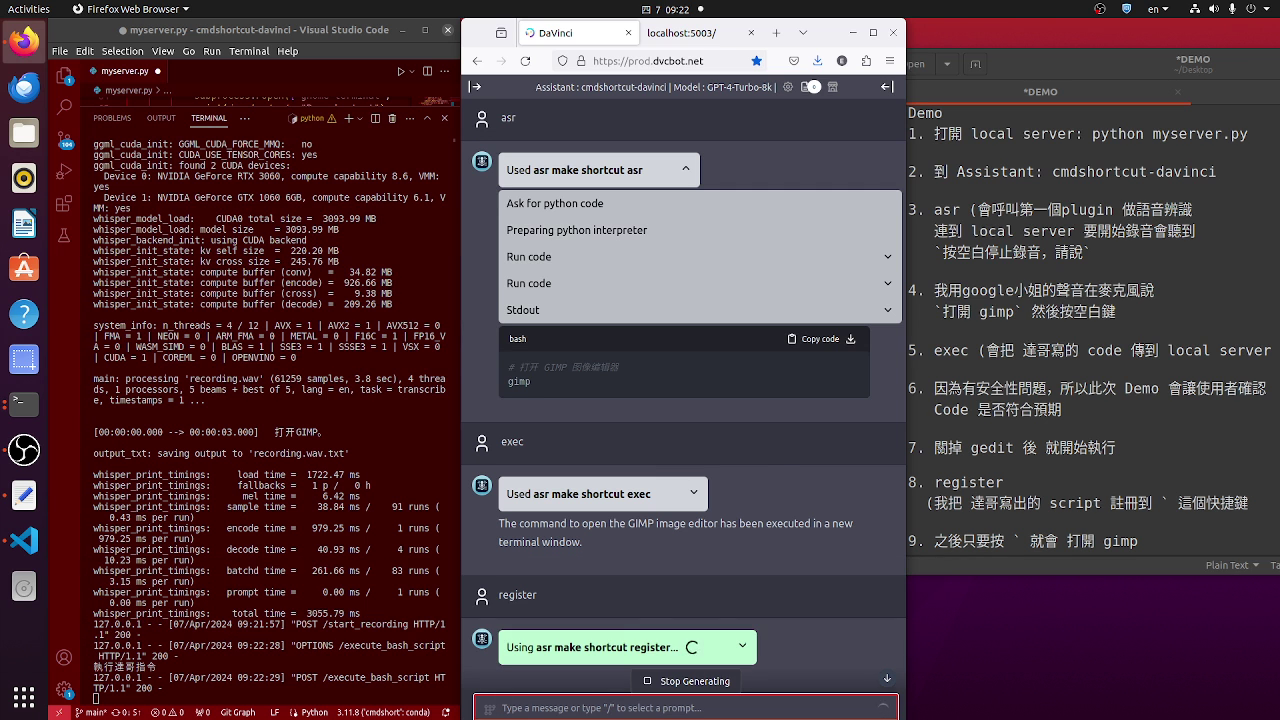 Activities
Firefox Web Browser
四 7 09:22
en
myserver.py - cmdshortcut-davinci - Visual Studio Code
File Edit Selection View Go Run Terminal Help
myserver.py
myserver.py > ...
PROBLEMS OUTPUT TERMINAL ... python
ggml_cuda_init: GGML_CUDA_FORCE_MMQ:   no
ggml_cuda_init: CUDA_USE_TENSOR_CORES: yes
ggml_cuda_init: found 2 CUDA devices:
  Device 0: NVIDIA GeForce RTX 3060, compute capability 8.6, VMM:
yes
  Device 1: NVIDIA GeForce GTX 1060 6GB, compute capability 6.1, V
MM: yes
whisper_model_load:    CUDA0 total size =  3093.99 MB
whisper_model_load: model size    = 3093.99 MB
whisper_backend_init: using CUDA backend
whisper_init_state: kv self size  =  220.20 MB
whisper_init_state: kv cross size =  245.76 MB
whisper_init_state: compute buffer (conv)   =   34.82 MB
whisper_init_state: compute buffer (encode) =  926.66 MB
whisper_init_state: compute buffer (cross)  =    9.38 MB
whisper_init_state: compute buffer (decode) =  209.26 MB
system_info: n_threads = 4 / 12 | AVX = 1 | AVX2 = 1 | AVX512 = 0
| FMA = 1 | NEON = 0 | ARM_FMA = 0 | METAL = 0 | F16C = 1 | FP16_V
A = 0 | WASM_SIMD = 0 | BLAS = 1 | SSE3 = 1 | SSSE3 = 1 | VSX = 0
| CUDA = 1 | COREML = 0 | OPENVINO = 0
main: processing 'recording.wav' (61259 samples, 3.8 sec), 4 threa
ds, 1 processors, 5 beams + best of 5, lang = en, task = transcrib
e, timestamps = 1 ...
[00:00:00.000 --> 00:00:03.000]   打开GIMP。
output_txt: saving output to 'recording.wav.txt'
whisper_print_timings:     load time =  1722.47 ms
whisper_print_timings:     fallbacks =   1 p /   0 h
whisper_print_timings:      mel time =     6.42 ms
whisper_print_timings:   sample time =    38.84 ms /    91 runs (
   0.43 ms per run)
whisper_print_timings:   encode time =   979.25 ms /     1 runs (
 979.25 ms per run)
whisper_print_timings:   decode time =    40.93 ms /     4 runs (
  10.23 ms per run)
whisper_print_timings:   batchd time =   261.66 ms /    83 runs (
   3.15 ms per run)
whisper_print_timings:   prompt time =     0.00 ms /     1 runs (
   0.00 ms per run)
whisper_print_timings:    total time =  3055.79 ms
127.0.0.1 - - [07/Apr/2024 09:21:57] "POST /start_recording HTTP/1
.1" 200 -
127.0.0.1 - - [07/Apr/2024 09:22:28] "OPTIONS /execute_bash_script
 HTTP/1.1" 200 -
執行達哥指令
127.0.0.1 - - [07/Apr/2024 09:22:29] "POST /execute_bash_script HT
TP/1.1" 200 -
1
104
1
main* 0↓ 5↑ 0 0 0 Git Graph LF Python 3.11.8 ('cmdshort': conda)
DaVinci
localhost:5003/
https://prod.dvcbot.net
Assistant : cmdshortcut-davinci | Model : GPT-4-Turbo-8k | 0
asr
Used asr make shortcut asr
Ask for python code
Preparing python interpreter
Run code
Run code
Stdout
bash Copy code
# 打开 GIMP 图像编辑器
gimp
exec
Used asr make shortcut exec
The command to open the GIMP image editor has been executed in a new
terminal window.
register
Using asr make shortcut register...
Stop Generating
Type a message or type "/" to select a prompt...
pen
*DEMO
~/Desktop
*DEMO
Demo
1. 打開 local server: python myserver.py
2. 到 Assistant: cmdshortcut-davinci
3. asr (會呼叫第一個plugin 做語音辨識
連到 local server 要開始錄音會聽到
`按空白停止錄音，請說`
4. 我用google小姐的聲音在麥克風說
`打開 gimp` 然後按空白鍵
5. exec (會把 達哥寫的 code 傳到 local server
6. 因為有安全性問題，所以此次 Demo 會讓使用者確認
Code 是否符合預期
7. 關掉 gedit 後 就開始執行
8. register
(我把 達哥寫出的 script 註冊到 ` 這個快捷鍵
9. 之後只要按 ` 就會 打開 gimp
Plain Text
Ta